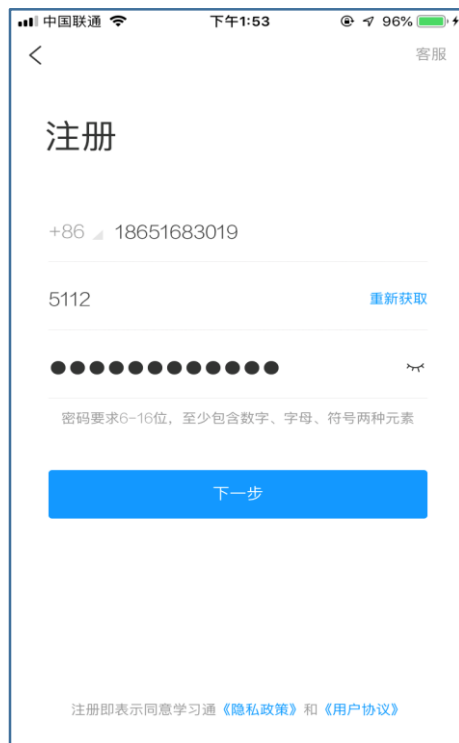 中国联通 下午1:53 96%
客服
注册
+86 18651683019
5112 重新获取
●●●●●●●●●●●●
密码要求6-16位，至少包含数字、字母、符号两种元素
下一步
注册即表示同意学习通《隐私政策》和《用户协议》